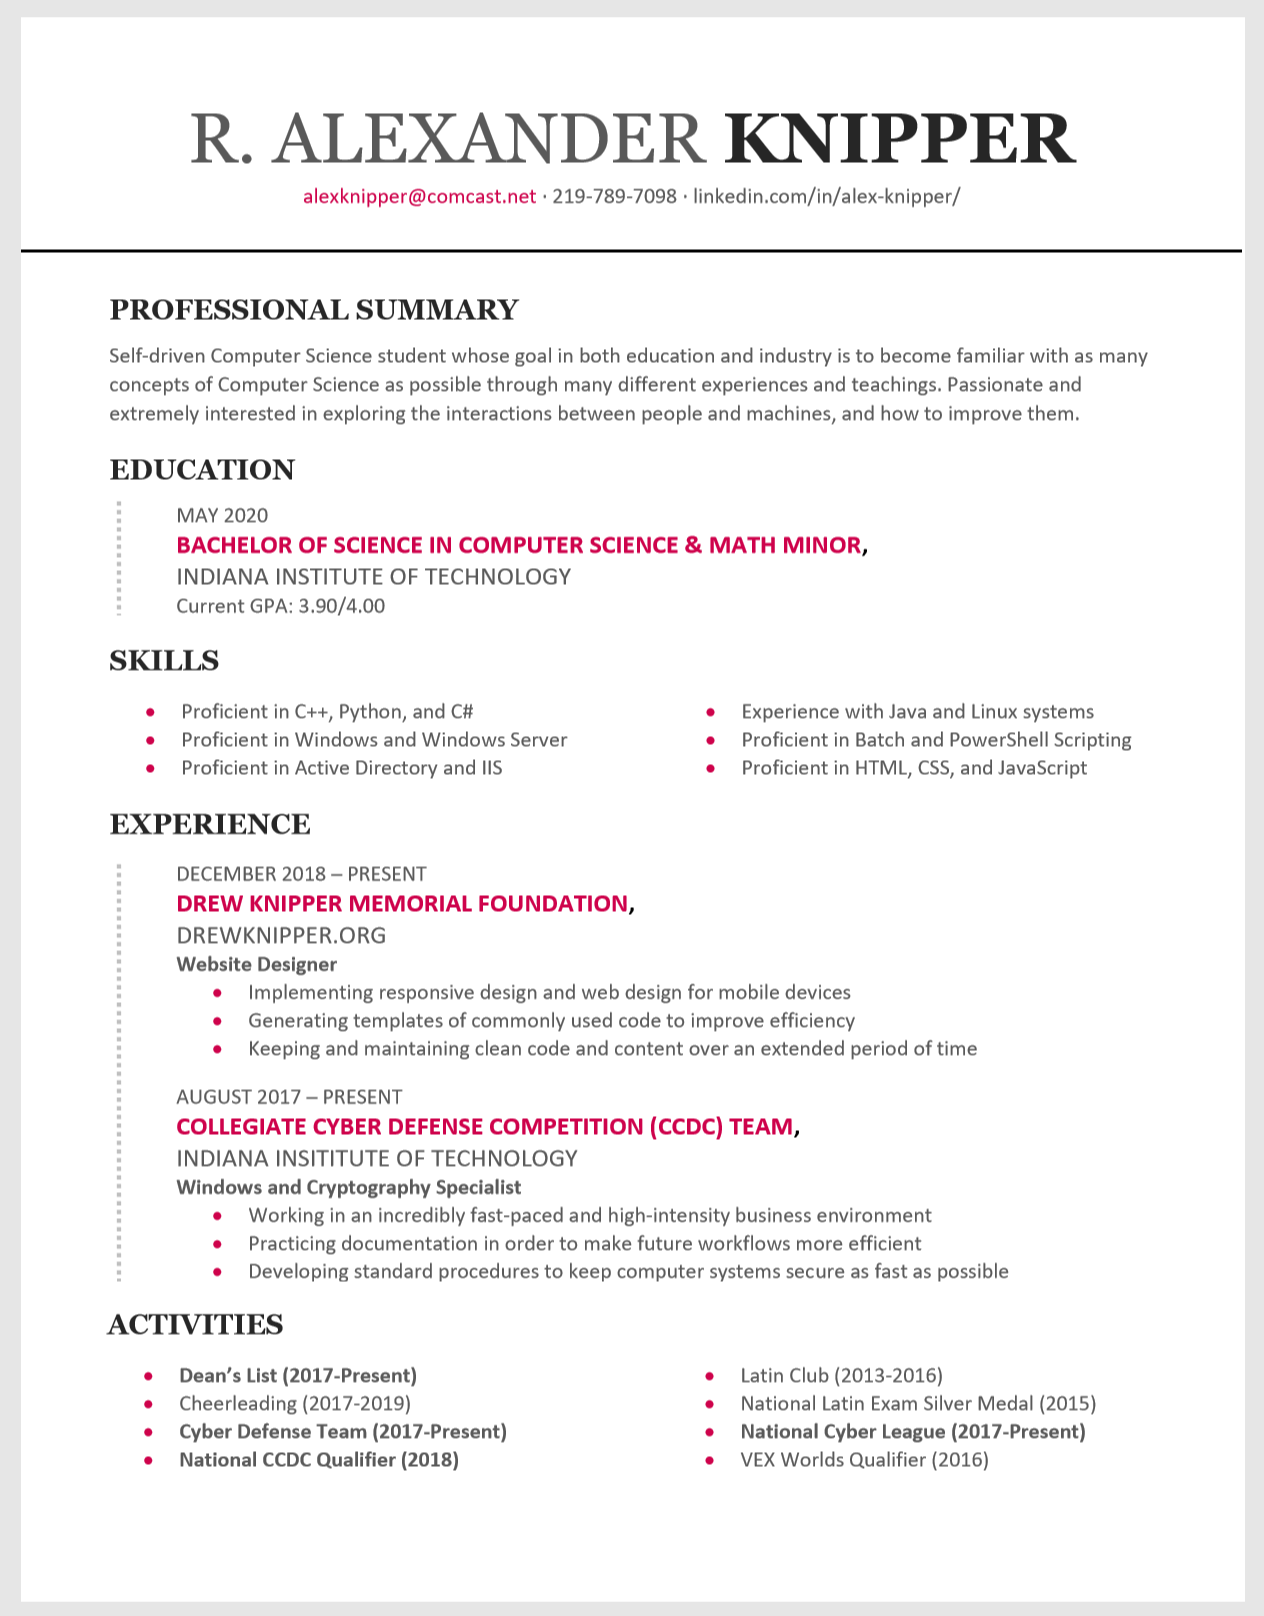 R. ALEXANDER KNIPPER
alexknipper@comcast.net · 219-789-7098 · linkedin.com/in/alex-knipper/
PROFESSIONAL SUMMARY
Self-driven Computer Science student whose goal in both education and industry is to become familiar with as many
concepts of Computer Science as possible through many different experiences and teachings. Passionate and
extremely interested in exploring the interactions between people and machines, and how to improve them.
EDUCATION
MAY 2020
BACHELOR OF SCIENCE IN COMPUTER SCIENCE & MATH MINOR,
INDIANA INSTITUTE OF TECHNOLOGY
Current GPA: 3.90/4.00
SKILLS
• Proficient in C++, Python, and C#
• Proficient in Windows and Windows Server
• Proficient in Active Directory and IIS
• Experience with Java and Linux systems
• Proficient in Batch and PowerShell Scripting
• Proficient in HTML, CSS, and JavaScript
EXPERIENCE
DECEMBER 2018 – PRESENT
DREW KNIPPER MEMORIAL FOUNDATION,
DREWKNIPPER.ORG
Website Designer
• Implementing responsive design and web design for mobile devices
• Generating templates of commonly used code to improve efficiency
• Keeping and maintaining clean code and content over an extended period of time
AUGUST 2017 – PRESENT
COLLEGIATE CYBER DEFENSE COMPETITION (CCDC) TEAM,
INDIANA INSITITUTE OF TECHNOLOGY
Windows and Cryptography Specialist
• Working in an incredibly fast-paced and high-intensity business environment
• Practicing documentation in order to make future workflows more efficient
• Developing standard procedures to keep computer systems secure as fast as possible
ACTIVITIES
• Dean’s List (2017-Present)
• Cheerleading (2017-2019)
• Cyber Defense Team (2017-Present)
• National CCDC Qualifier (2018)
• Latin Club (2013-2016)
• National Latin Exam Silver Medal (2015)
• National Cyber League (2017-Present)
• VEX Worlds Qualifier (2016)